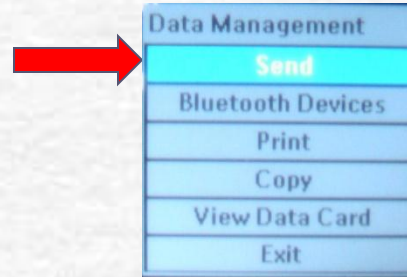 Data Management
Send
Bluetooth Devices
Print
Copy
View Data Card
Exit